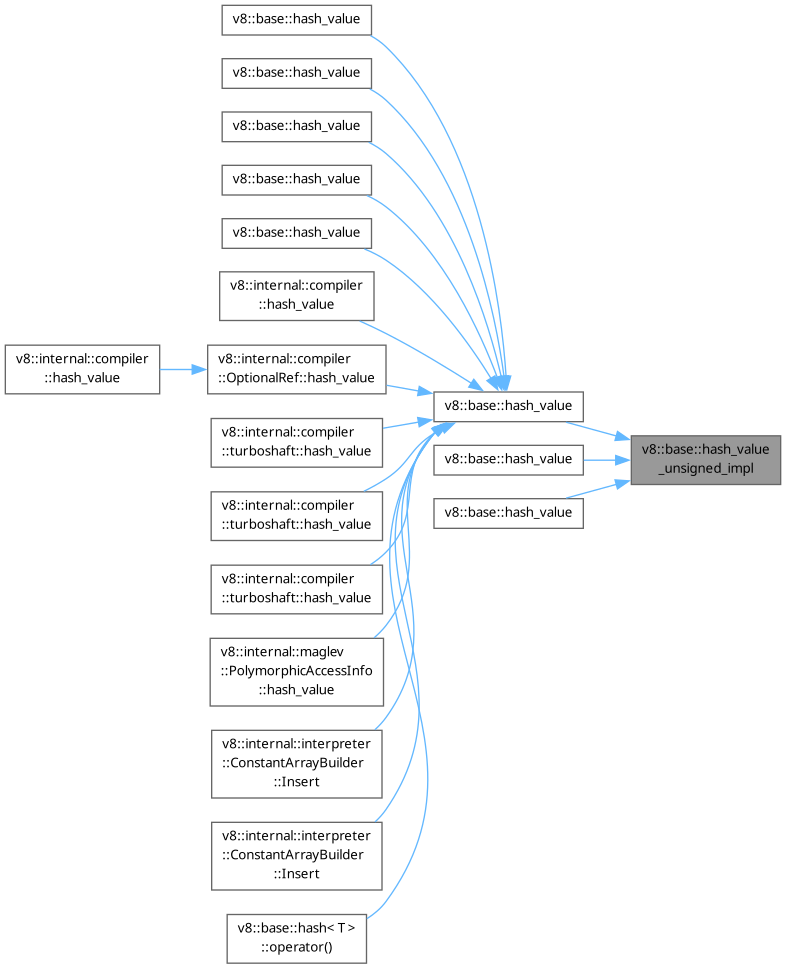 v8::base::hash_value
v8::base::hash_value
v8::base::hash_value
v8::base::hash_value
v8::base::hash_value
v8::internal::compiler
::hash_value
v8::internal::compiler
::hash_value
v8::internal::compiler
::OptionalRef::hash_value
v8::base::hash_value
v8::internal::compiler
::turboshaft::hash_value
v8::base::hash_value
_unsigned_impl
v8::base::hash_value
v8::internal::compiler
::turboshaft::hash_value
v8::base::hash_value
v8::internal::compiler
::turboshaft::hash_value
v8::internal::maglev
::PolymorphicAccessInfo
::hash_value
v8::internal::interpreter
::ConstantArrayBuilder
::Insert
v8::internal::interpreter
::ConstantArrayBuilder
::Insert
v8::base::hash< T >
::operator()